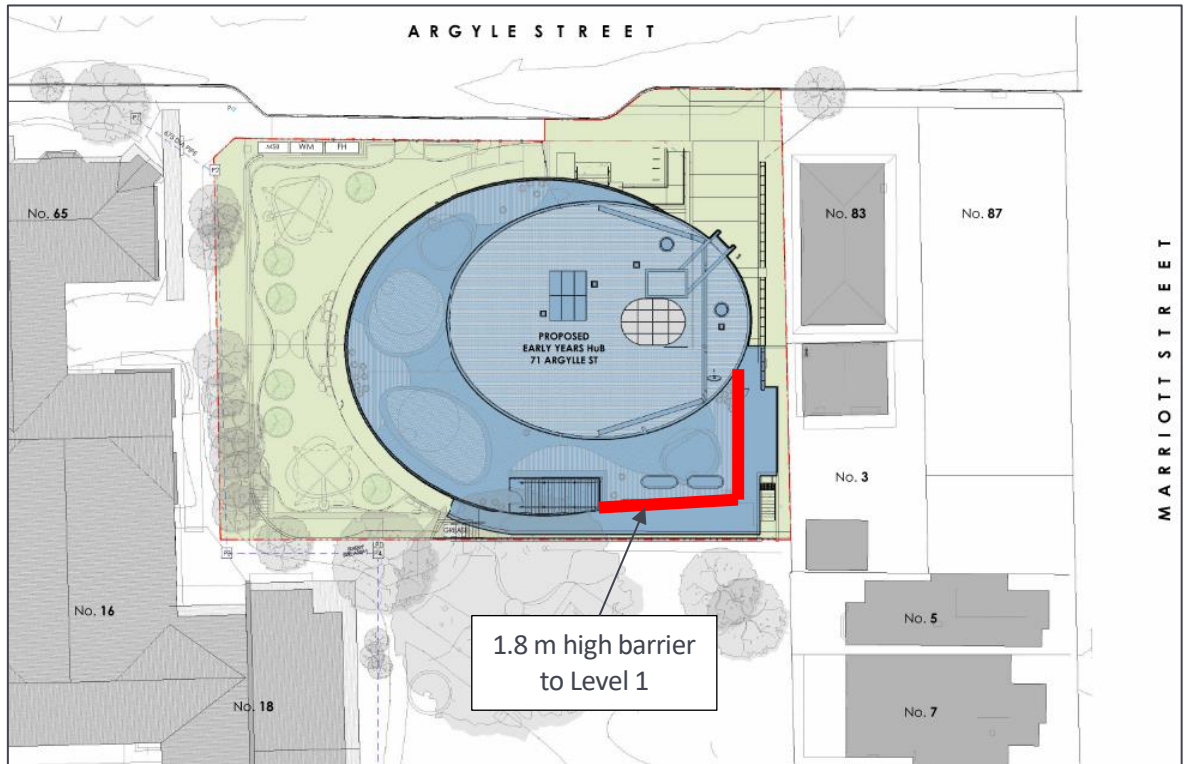 ARGYLE STREET
MSB WM FH
No. 65
No. 83
No. 87
MARRIOTT STREET
PROPOSED
EARLY YEARS HuB
71 ARGYLLE ST
No. 3
No. 16
No. 5
1.8 m high barrier
to Level 1
No. 18
No. 7